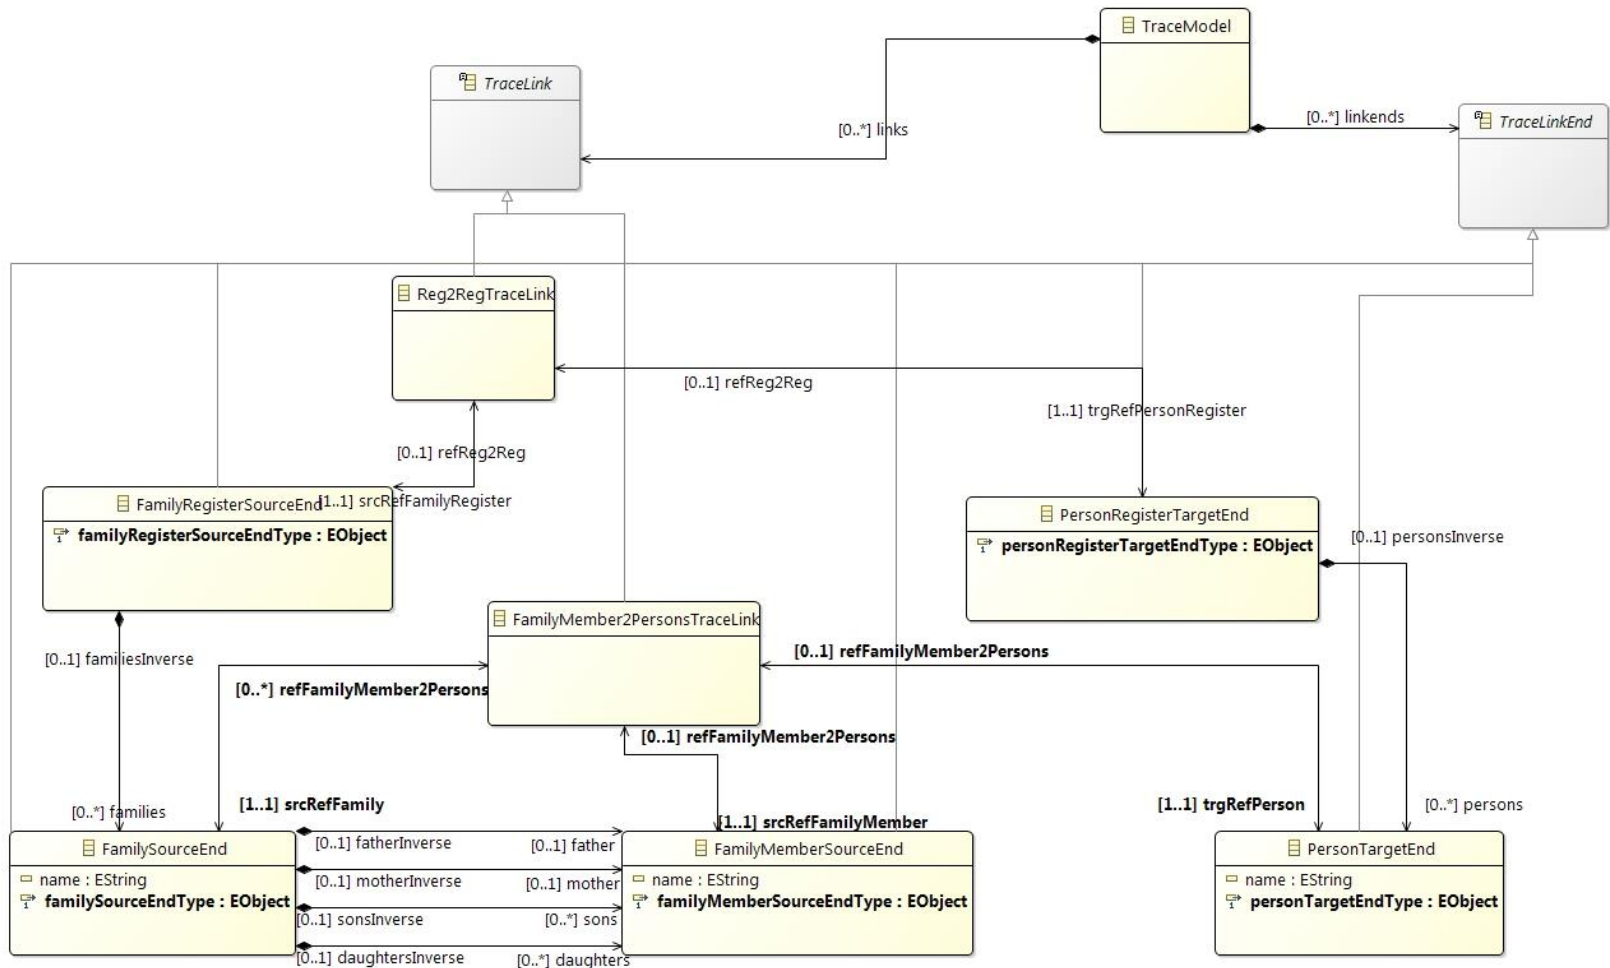 TraceModel
TraceLink
[0..*] linkends
TraceLinkEnd
[0..*] links
Reg2RegTraceLink
[0..1] refReg2Reg
[1..1] trgRefPersonRegister
[0..1] refReg2Reg
FamilyRegisterSourceEnd
[1..1] srcRefFamilyRegister
familyRegisterSourceEndType : EObject
PersonRegisterTargetEnd
personRegisterTargetEndType : EObject
[0..1] personsInverse
FamilyMember2PersonsTraceLink
[0..1] familiesInverse
[0..1] refFamilyMember2Persons
[0..*] refFamilyMember2Persons
[0..1] refFamilyMember2Persons
[0..*] families
[1..1] srcRefFamily
[1..1] srcRefFamilyMember
[1..1] trgRefPerson
[0..*] persons
FamilySourceEnd
name : EString
familySourceEndType : EObject
[0..1] fatherInverse
[0..1] father
[0..1] motherInverse
[0..1] mother
[0..1] sonsInverse
[0..*] sons
[0..1] daughtersInverse
[0..*] daughters
FamilyMemberSourceEnd
name : EString
familyMemberSourceEndType : EObject
PersonTargetEnd
name : EString
personTargetEndType : EObject